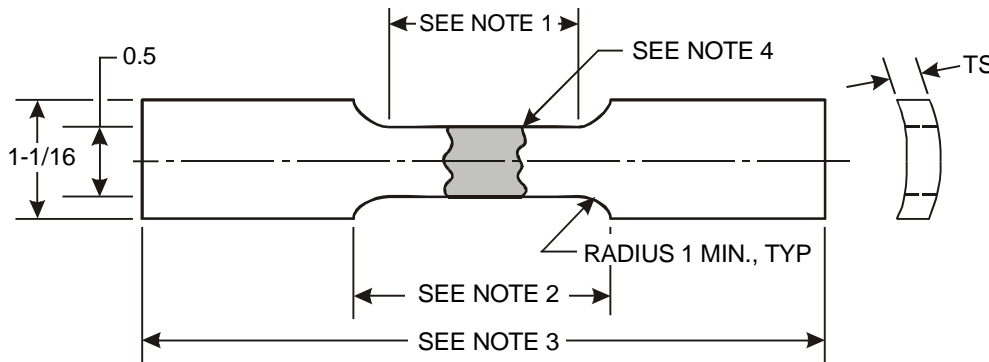 SEE NOTE 1
0.5
SEE NOTE 4
TS
1-1/16
RADIUS 1 MIN., TYP
SEE NOTE 2
SEE NOTE 3